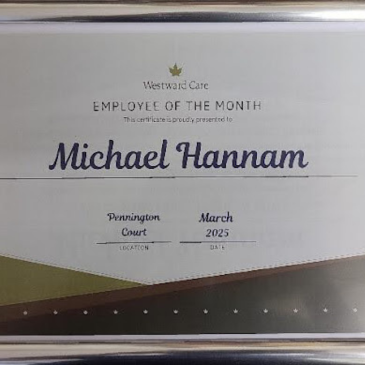 Westward Care
EMPLOYEE OF THE MONTH
This certificate is proudly presented to
Michael Hannam
Pennington
Court
LOCATION
March
2025
DATE